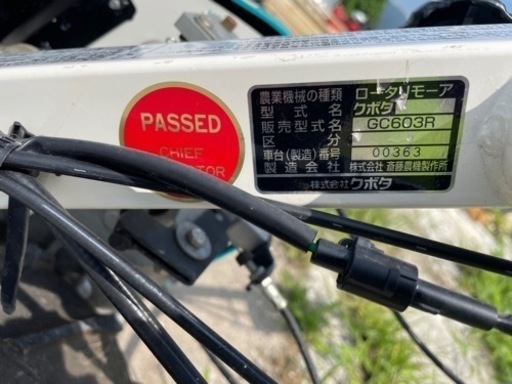 PASSED
CHIEF
農業機械の種類 ロータリモーア
型式名 クボタ
販売型式名 GC603R
区分
車台(製造)番号 00363
製造会社 株式会社 斎藤農機製作所
株式会社クボタ